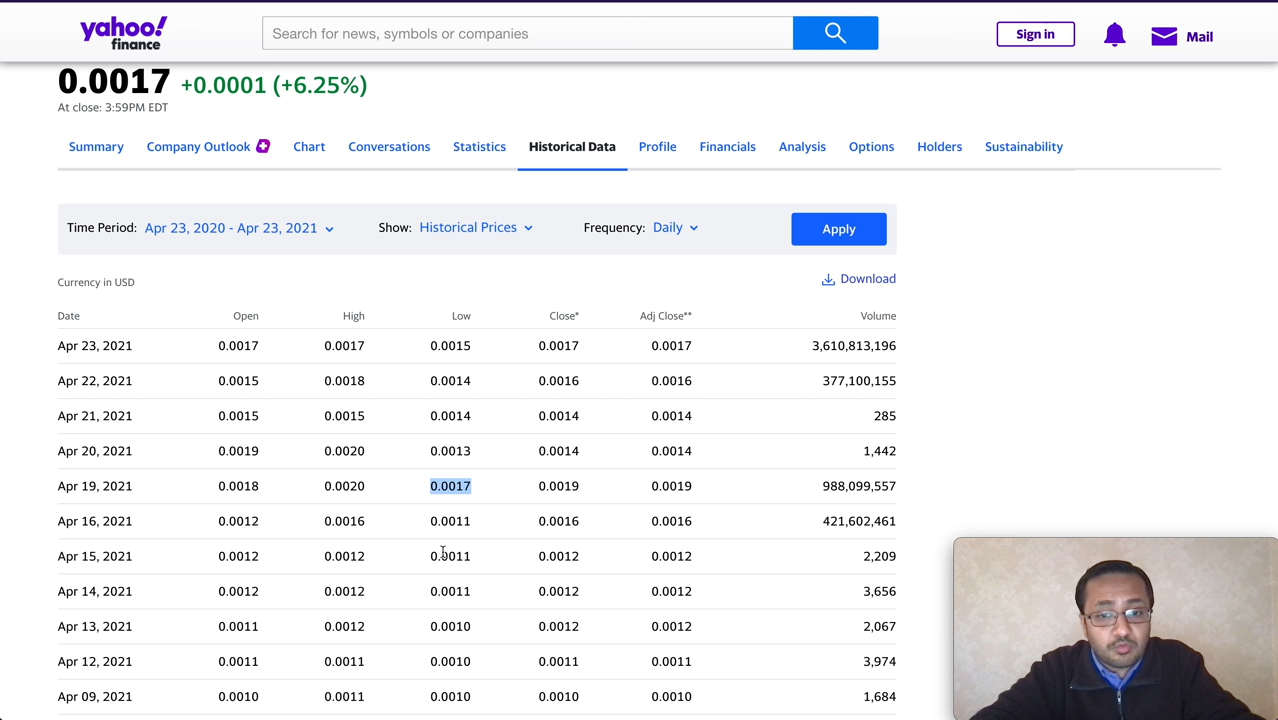 yahoo!
finance
Search for news, symbols or companies
Sign in
Mail
0.0017 +0.0001 (+6.25%)
At close: 3:59PM EDT
Summary Company Outlook Chart Conversations Statistics Historical Data Profile Financials Analysis Options Holders Sustainability
Time Period: Apr 23, 2020 - Apr 23, 2021 Show: Historical Prices Frequency: Daily Apply
Currency in USD Download
Date Open High Low Close* Adj Close** Volume
Apr 23, 2021 0.0017 0.0017 0.0015 0.0017 0.0017 3,610,813,196
Apr 22, 2021 0.0015 0.0018 0.0014 0.0016 0.0016 377,100,155
Apr 21, 2021 0.0015 0.0015 0.0014 0.0014 0.0014 285
Apr 20, 2021 0.0019 0.0020 0.0013 0.0014 0.0014 1,442
Apr 19, 2021 0.0018 0.0020 0.0017 0.0019 0.0019 988,099,557
Apr 16, 2021 0.0012 0.0016 0.0011 0.0016 0.0016 421,602,461
Apr 15, 2021 0.0012 0.0012 0.0011 0.0012 0.0012 2,209
Apr 14, 2021 0.0012 0.0012 0.0011 0.0012 0.0012 3,656
Apr 13, 2021 0.0011 0.0012 0.0010 0.0012 0.0012 2,067
Apr 12, 2021 0.0011 0.0011 0.0010 0.0011 0.0011 3,974
Apr 09, 2021 0.0010 0.0011 0.0010 0.0010 0.0010 1,684